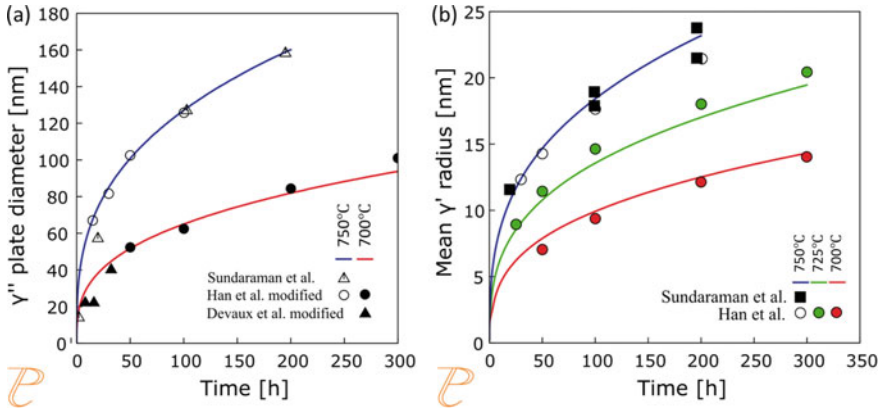 (a)
γ'' plate diameter [nm]
180
160
140
120
100
80
60
40
20
0
0 50 100 150 200 250 300
Time [h]
750°C
700°C
Sundaraman et al.
Han et al. modified
Devaux et al. modified
(b)
Mean γ' radius [nm]
25
20
15
10
5
0
0 50 100 150 200 250 300 350
Time [h]
750°C
725°C
700°C
Sundaraman et al.
Han et al.